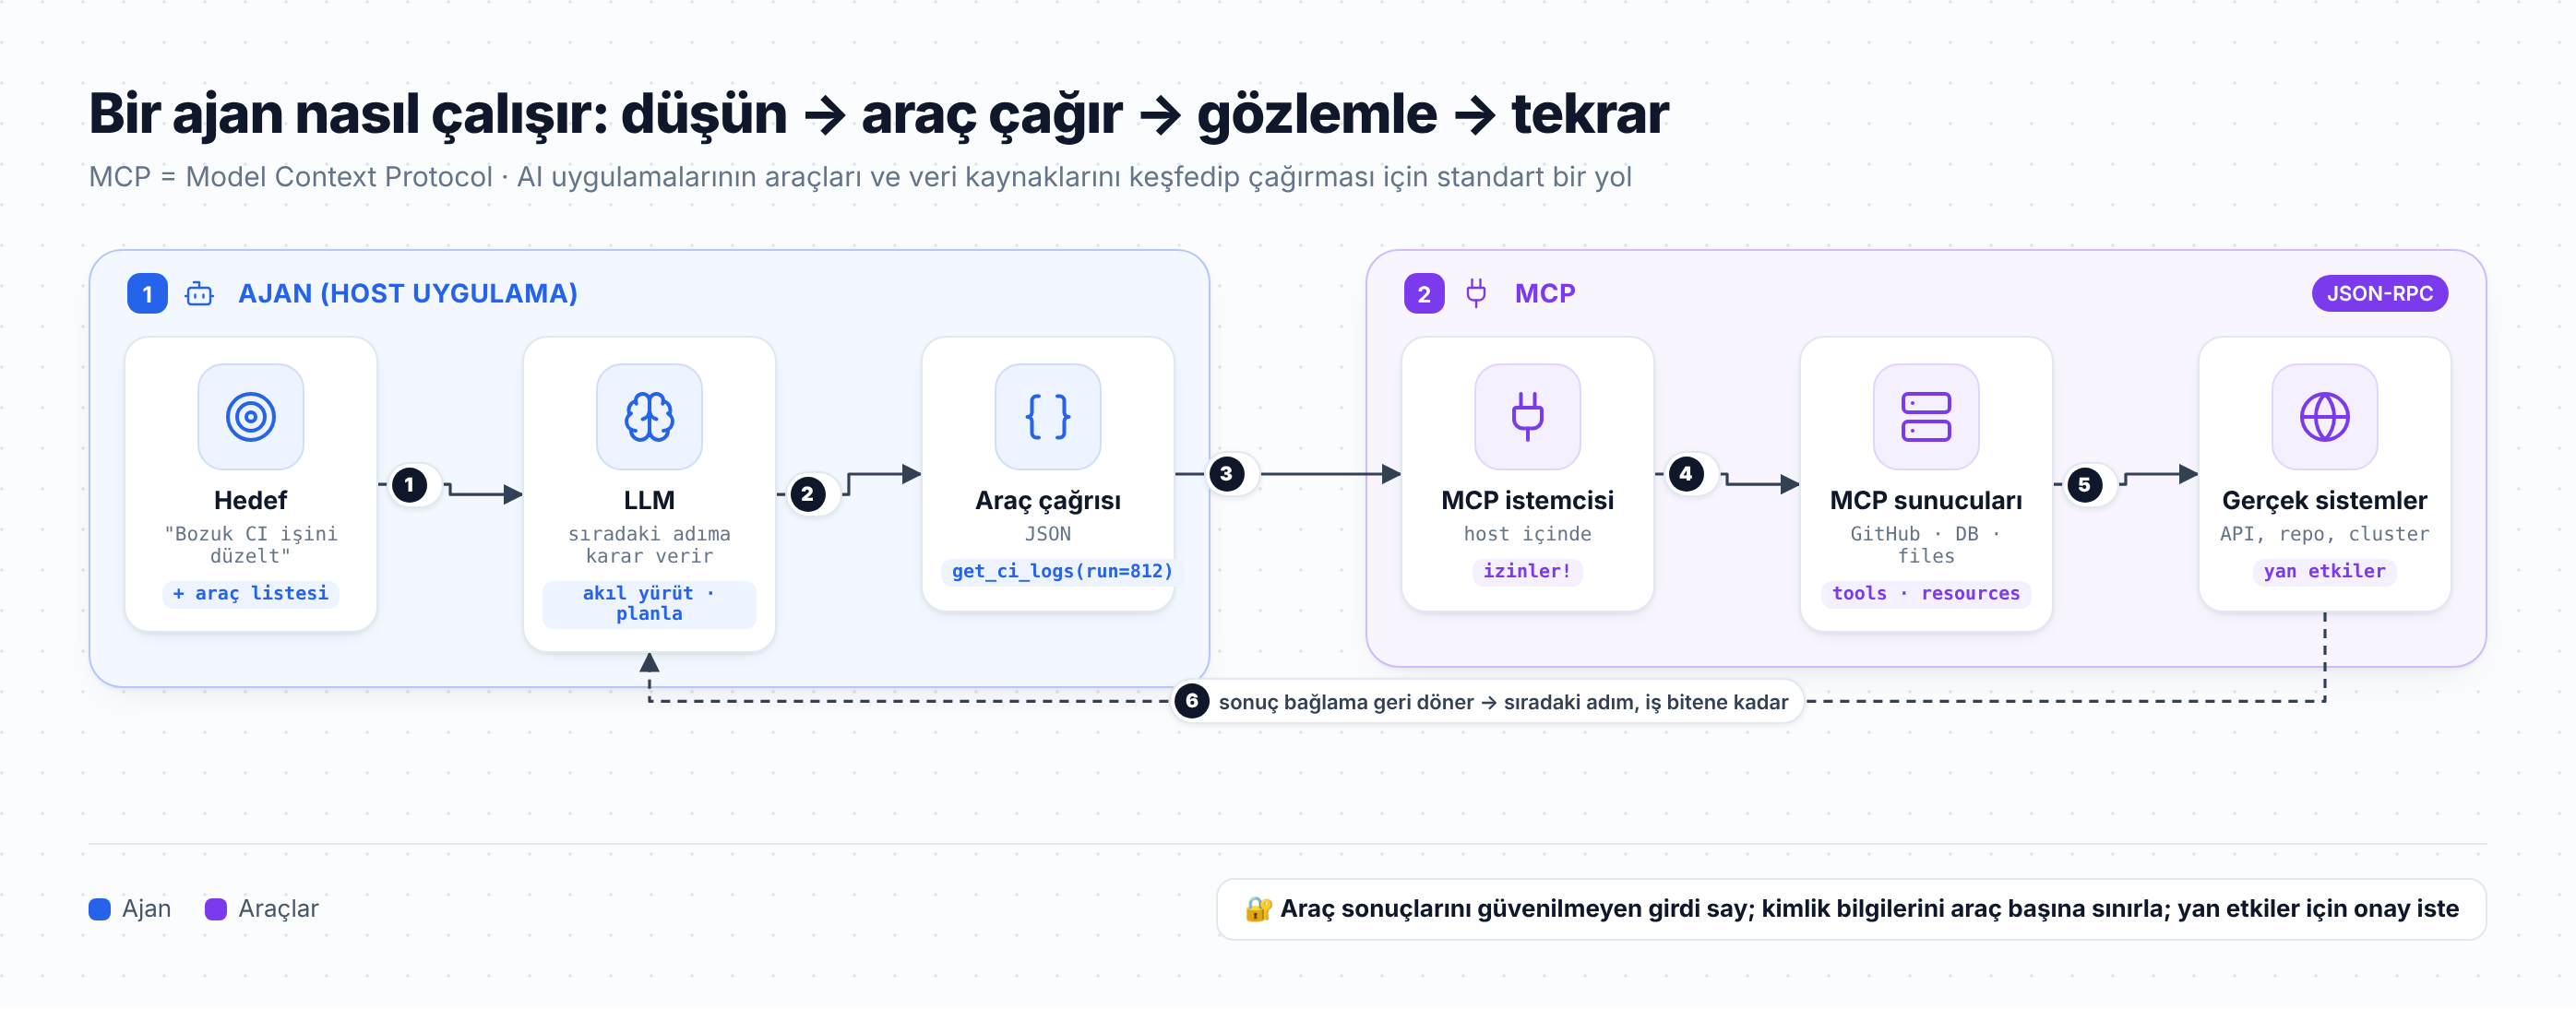 Bir ajan nasıl çalışır: düşün → araç çağır → gözlemle → tekrar
MCP = Model Context Protocol · AI uygulamalarının araçları ve veri kaynaklarını keşfedip çağırması için standart bir yol
1 AJAN (HOST UYGULAMA)
Hedef
"Bozuk CI işini
düzelt"
+ araç listesi
1
LLM
sıradaki adıma
karar verir
akıl yürüt ·
planla
2
Araç çağrısı
JSON
get_ci_logs(run=812)
3
2 MCP
JSON-RPC
MCP istemcisi
host içinde
izinler!
4
MCP sunucuları
GitHub · DB ·
files
tools · resources
5
Gerçek sistemler
API, repo, cluster
yan etkiler
6 sonuç bağlama geri döner → sıradaki adım, iş bitene kadar
Ajan
Araçlar
🔐 Araç sonuçlarını güvenilmeyen girdi say; kimlik bilgilerini araç başına sınırla; yan etkiler için onay iste